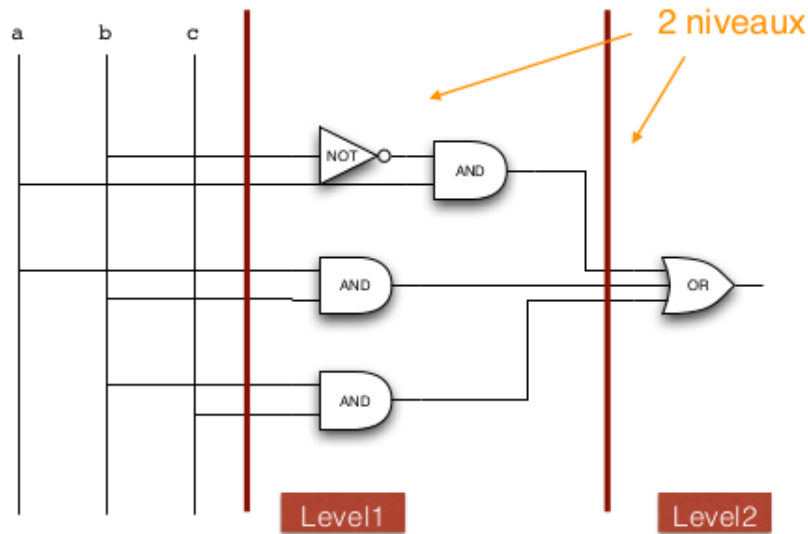 2 niveaux
a b c
NOT
AND
AND
OR
AND
Level1
Level2